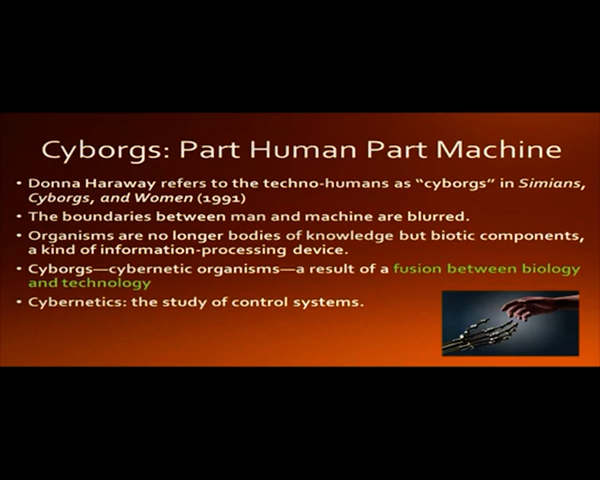 Cyborgs: Part Human Part Machine
• Donna Haraway refers to the techno-humans as “cyborgs” in Simians,
Cyborgs, and Women (1991)
• The boundaries between man and machine are blurred.
• Organisms are no longer bodies of knowledge but biotic components,
a kind of information-processing device.
• Cyborgs—cybernetic organisms—a result of a fusion between biology
and technology
• Cybernetics: the study of control systems.